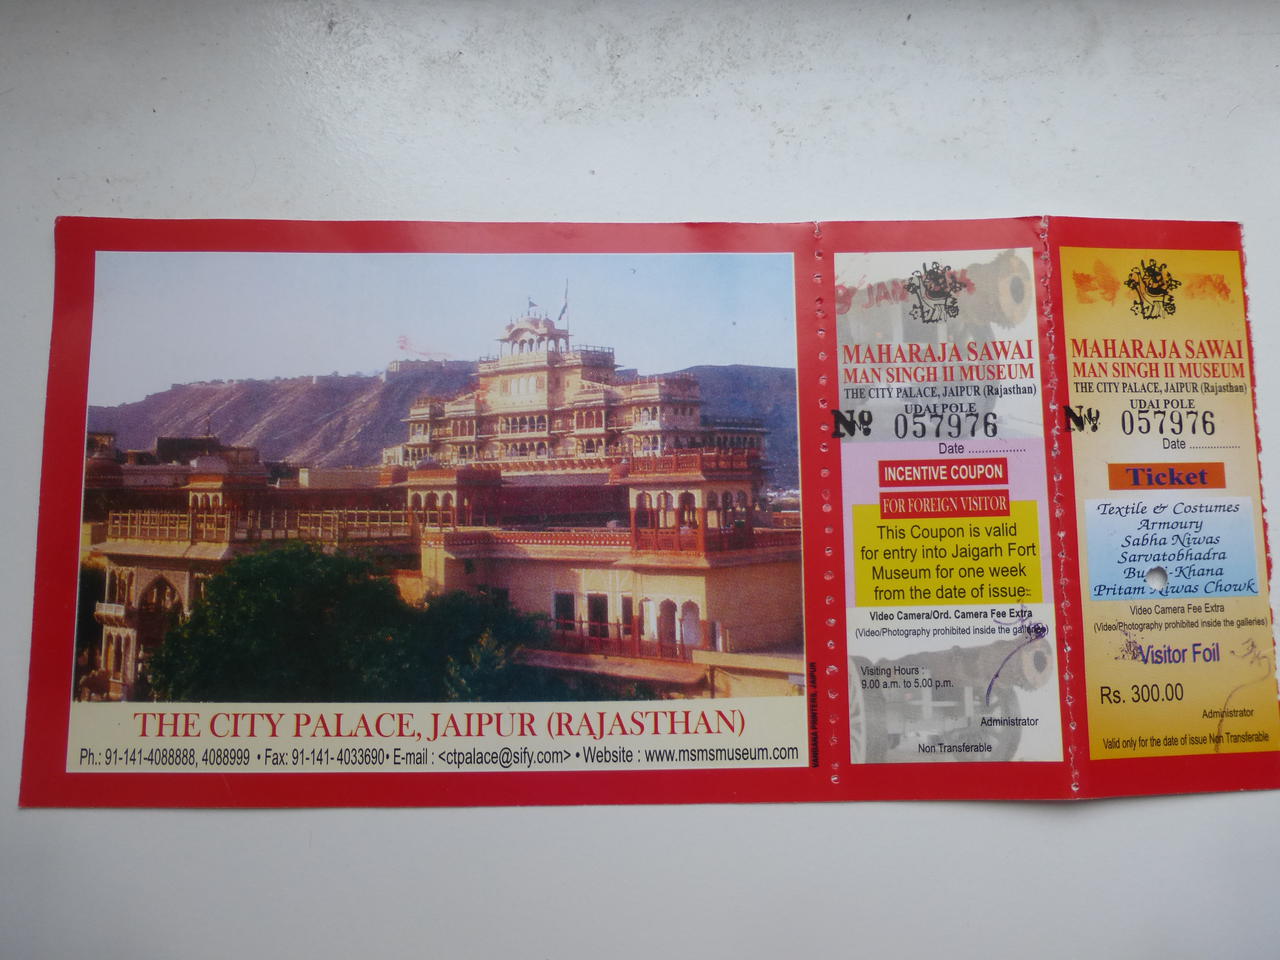 THE CITY PALACE, JAIPUR (RAJASTHAN)
Ph.: 91-141-4088888, 4088999 • Fax: 91-141- 4033690 • E-mail : <ctpalace@sify.com> • Website : www.msmsmuseum.com
VANDANA PRINTERS, JAIPUR
MAHARAJA SAWAI
MAN SINGH II MUSEUM
THE CITY PALACE, JAIPUR (Rajasthan)
UDAI POLE
No. 057976
Date ................
INCENTIVE COUPON
FOR FOREIGN VISITOR
This Coupon is valid
for entry into Jaigarh Fort
Museum for one week
from the date of issue
Video Camera/Ord. Camera Fee Extra
(Video/Photography prohibited inside the galleries)
Visiting Hours :
9.00 a.m. to 5.00 p.m.
Administrator
Non Transferable
MAHARAJA SAWAI
MAN SINGH II MUSEUM
THE CITY PALACE, JAIPUR (Rajasthan)
UDAI POLE
No. 057976
Date ................
Ticket
Textile & Costumes
Armoury
Sabha Niwas
Sarvatobhadra
-Khana
Pritam Niwas Chowk
Video Camera Fee Extra
(Video/Photography prohibited inside the galleries)
Visitor Foil
Rs. 300.00
Administrator
Valid only for the date of issue Non Transferable